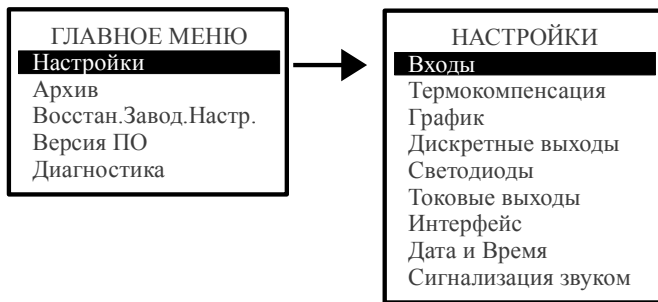 ГЛАВНОЕ МЕНЮ
Настройки
Архив
Восстан.Завод.Настр.
Версия ПО
Диагностика
НАСТРОЙКИ
Входы
Термокомпенсация
График
Дискретные выходы
Светодиоды
Токовые выходы
Интерфейс
Дата и Время
Сигнализация звуком